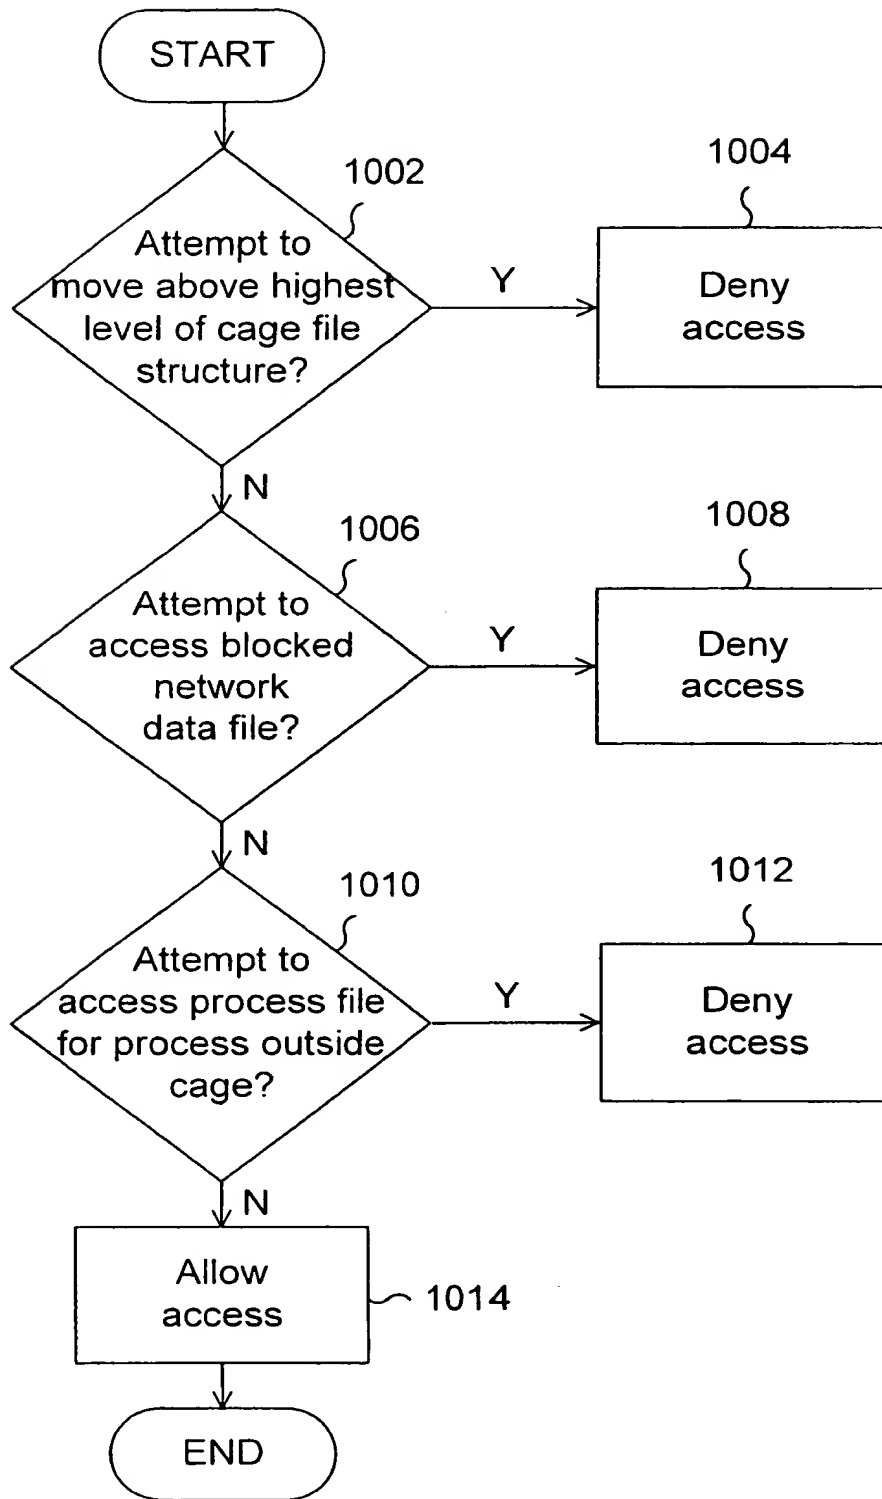 START
1002
Attempt to
move above highest
level of cage file
structure?
Y
1004
Deny
access
N
1006
Attempt to
access blocked
network
data file?
Y
1008
Deny
access
N
1010
Attempt to
access process file
for process outside
cage?
Y
1012
Deny
access
N
Allow
access
1014
END